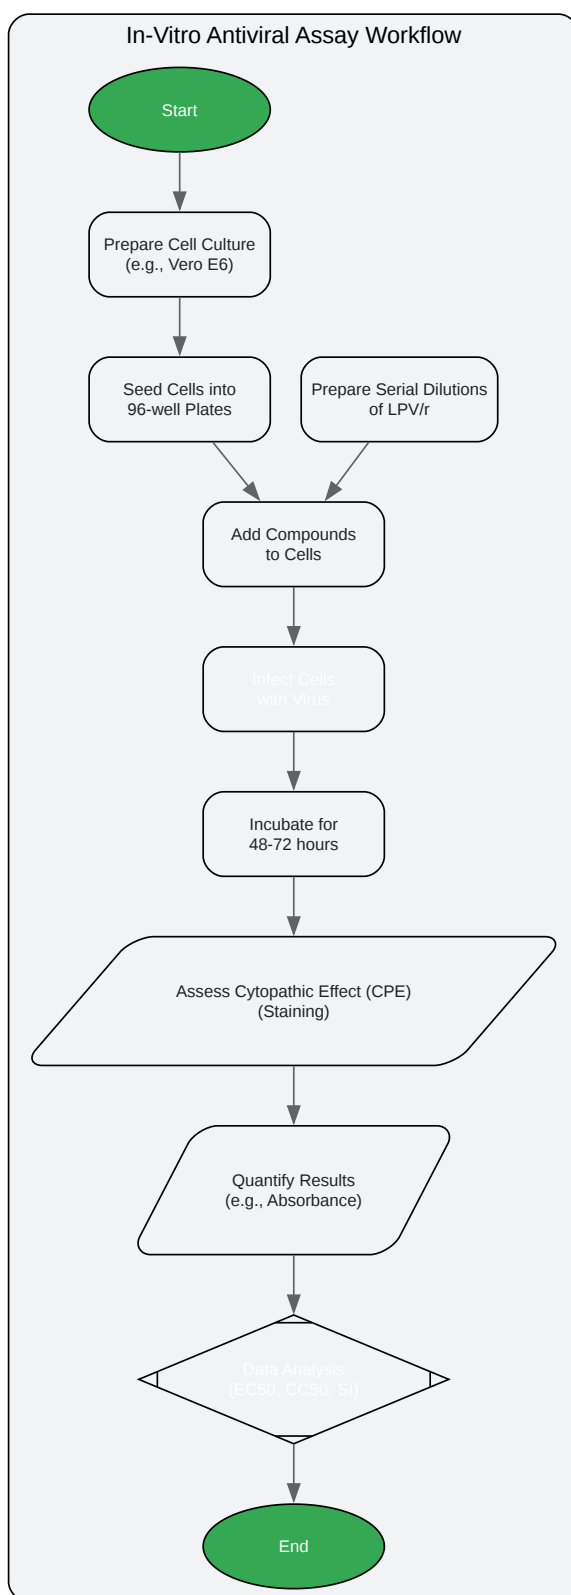 In-Vitro Antiviral Assay Workflow
Start
Prepare Cell Culture
(e.g., Vero E6)
Seed Cells into
96-well Plates
Prepare Serial Dilutions
of LPV/r
Add Compounds
to Cells
Infect Cells
with Virus
Incubate for
48-72 hours
Assess Cytopathic Effect (CPE)
(Staining)
Quantify Results
(e.g., Absorbance)
Data Analysis
(EC50, CC50, SI)
End